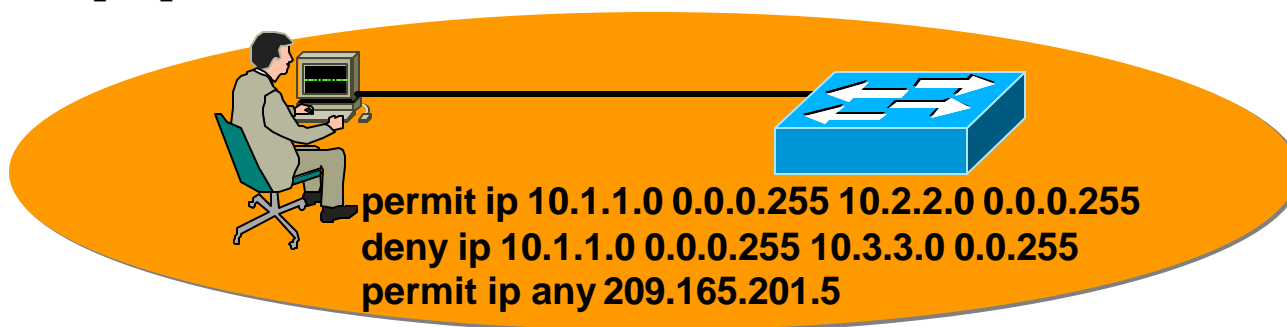 permit ip 10.1.1.0 0.0.0.255 10.2.2.0 0.0.0.255
deny ip 10.1.1.0 0.0.0.255 10.3.3.0 0.0.255
permit ip any 209.165.201.5